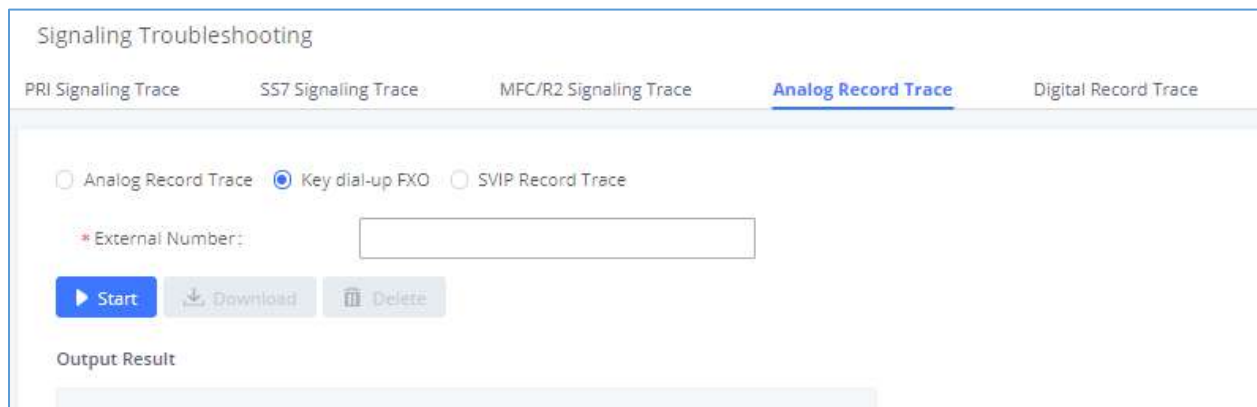 Signaling Troubleshooting
PRI Signaling Trace SS7 Signaling Trace MFC/R2 Signaling Trace Analog Record Trace Digital Record Trace
Analog Record Trace Key dial-up FXO SVIP Record Trace
* External Number:
Start Download Delete
Output Result